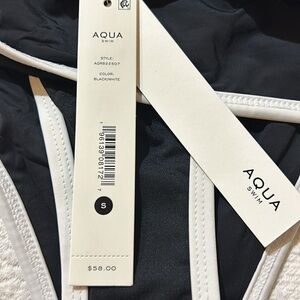 AQUA
SWIM
STYLE:
COLOR:
BLACK/WHITE
S
$58.00
AQUA
SWIM